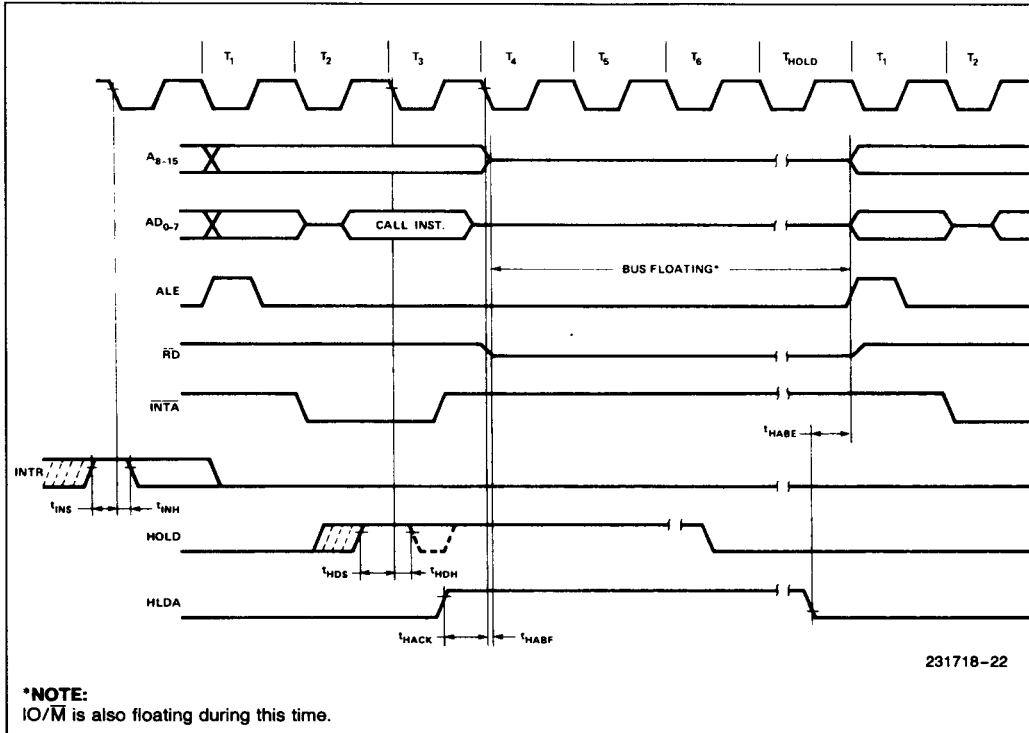 T1 T2 T3 T4 T5 T6 THOLD T1 T2
A8-15
AD0-7 CALL INST.
BUS FLOATING*
ALE
R̅D̅
I̅N̅T̅A̅
tHABE
INTR
tINS tINH
HOLD
tHDS tHDH
HLDA
tHACK tHABF
231718-22
*NOTE:
IO/M̅ is also floating during this time.